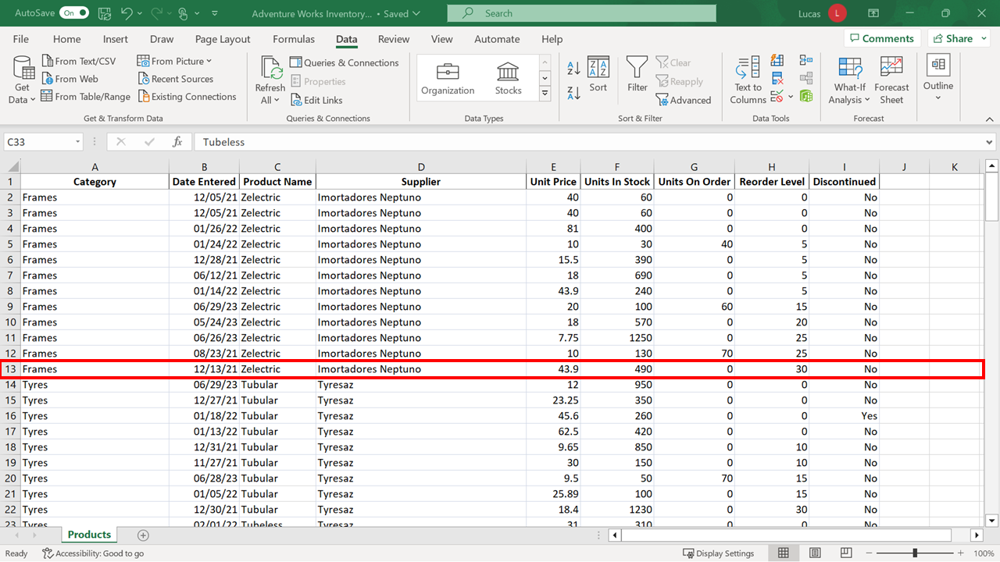 AutoSave On Adventure Works Inventory... • Saved Search Lucas L
File Home Insert Draw Page Layout Formulas Data Review View Automate Help Comments Share
Get Data
From Text/CSV
From Web
From Table/Range
From Picture
Recent Sources
Existing Connections
Get & Transform Data
Refresh All
Queries & Connections
Properties
Edit Links
Queries & Connections
Organization Stocks
Data Types
Sort
Filter
Clear
Reapply
Advanced
Sort & Filter
Text to Columns
Data Tools
What-If Analysis
Forecast Sheet
Forecast
Outline
C33 fx Tubeless
A B C D E F G H I J K
1 Category Date Entered Product Name Supplier Unit Price Units In Stock Units On Order Reorder Level Discontinued
2 Frames 12/05/21 Zelectric Imortadores Neptuno 40 60 0 0 No
3 Frames 12/05/21 Zelectric Imortadores Neptuno 40 60 0 0 No
4 Frames 01/26/22 Zelectric Imortadores Neptuno 81 400 0 0 No
5 Frames 01/24/22 Zelectric Imortadores Neptuno 10 30 40 5 No
6 Frames 12/28/21 Zelectric Imortadores Neptuno 15.5 390 0 5 No
7 Frames 06/12/21 Zelectric Imortadores Neptuno 18 690 0 5 No
8 Frames 01/14/22 Zelectric Imortadores Neptuno 43.9 240 0 5 No
9 Frames 06/29/23 Zelectric Imortadores Neptuno 20 100 60 15 No
10 Frames 05/24/23 Zelectric Imortadores Neptuno 18 570 0 20 No
11 Frames 06/26/23 Zelectric Imortadores Neptuno 7.75 1250 0 25 No
12 Frames 08/23/21 Zelectric Imortadores Neptuno 10 130 70 25 No
13 Frames 12/13/21 Zelectric Imortadores Neptuno 43.9 490 0 30 No
14 Tyres 06/29/23 Tubular Tyresaz 12 950 0 0 No
15 Tyres 12/27/21 Tubular Tyresaz 23.25 350 0 0 No
16 Tyres 01/18/22 Tubular Tyresaz 45.6 260 0 0 Yes
17 Tyres 01/13/22 Tubular Tyresaz 62.5 420 0 0 No
18 Tyres 12/31/21 Tubular Tyresaz 9.65 850 0 10 No
19 Tyres 11/27/21 Tubular Tyresaz 30 150 0 10 No
20 Tyres 06/28/23 Tubular Tyresaz 9.5 50 70 15 No
21 Tyres 01/05/22 Tubular Tyresaz 25.89 100 0 15 No
22 Tyres 12/30/21 Tubular Tyresaz 18.4 1230 0 30 No
23 Tyres 02/01/22 Tubeless Tyresaz 31 310 0 0 No
Products
Ready Accessibility: Good to go Display Settings 100%